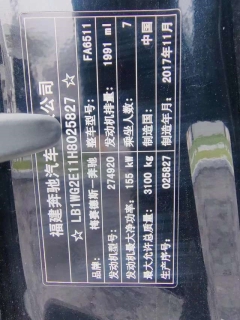 福建奔驰汽车 公司
☆ LB1WG2E11H8025827 ☆
品牌: 梅赛德斯 奔驰 整车型号: FA6511
发动机型号: 274920 发动机排量: 1991 ml
发动机最大净功率: 155 kW 乘坐人数: 7
最大允许总质量: 3100 kg 制造国: 中国
生产序号: 025827 制造年月: 2017年11月